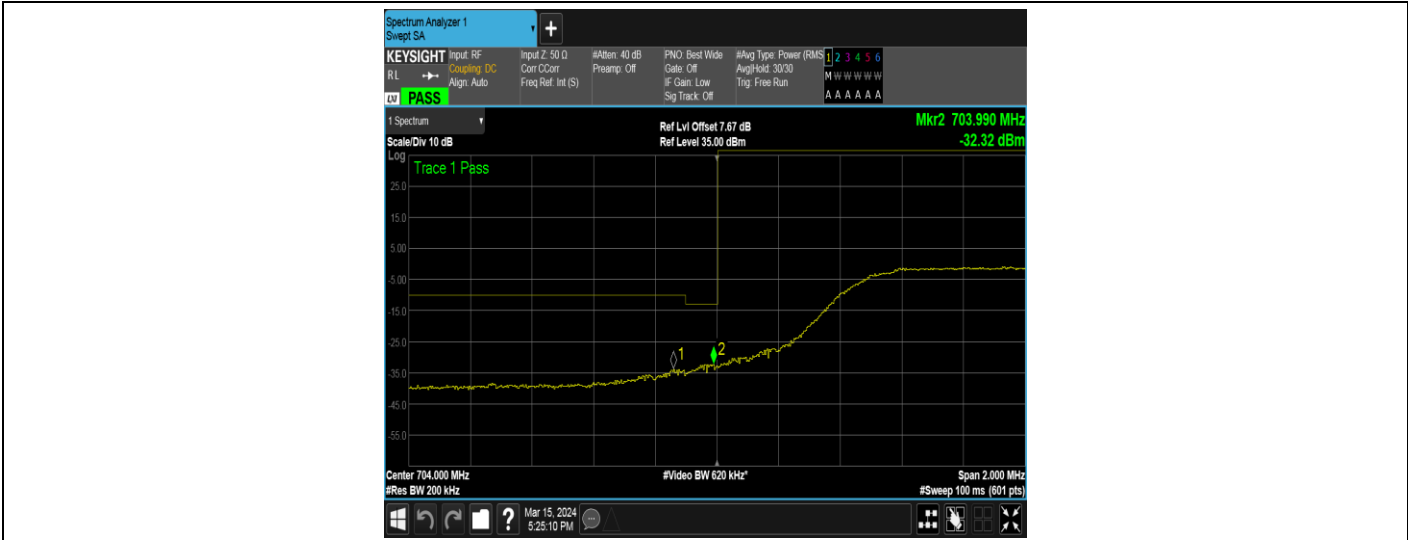 Spectrum Analyzer 1
Swept SA
+
KEYSIGHT
RL
PASS
Input: RF
Coupling: DC
Align: Auto
Input Z: 50 Ω
Corr CCorr
Freq Ref: Int (S)
#Atten: 40 dB
Preamp: Off
PNO: Best Wide
Gate: Off
IF Gain: Low
Sig Track: Off
#Avg Type: Power (RMS
Avg|Hold: 30/30
Trig: Free Run
1 2 3 4 5 6
M W W W W W
A A A A A A
1 Spectrum
Scale/Div 10 dB
Ref Lvl Offset 7.67 dB
Ref Level 35.00 dBm
Mkr2 703.990 MHz
-32.32 dBm
Log
Trace 1 Pass
25.0
15.0
5.00
-5.00
-15.0
-25.0
-35.0
-45.0
-55.0
1
2
Center 704.000 MHz
#Res BW 200 kHz
#Video BW 620 kHz*
Span 2.000 MHz
#Sweep 100 ms (601 pts)
?
Mar 15, 2024
5:25:10 PM